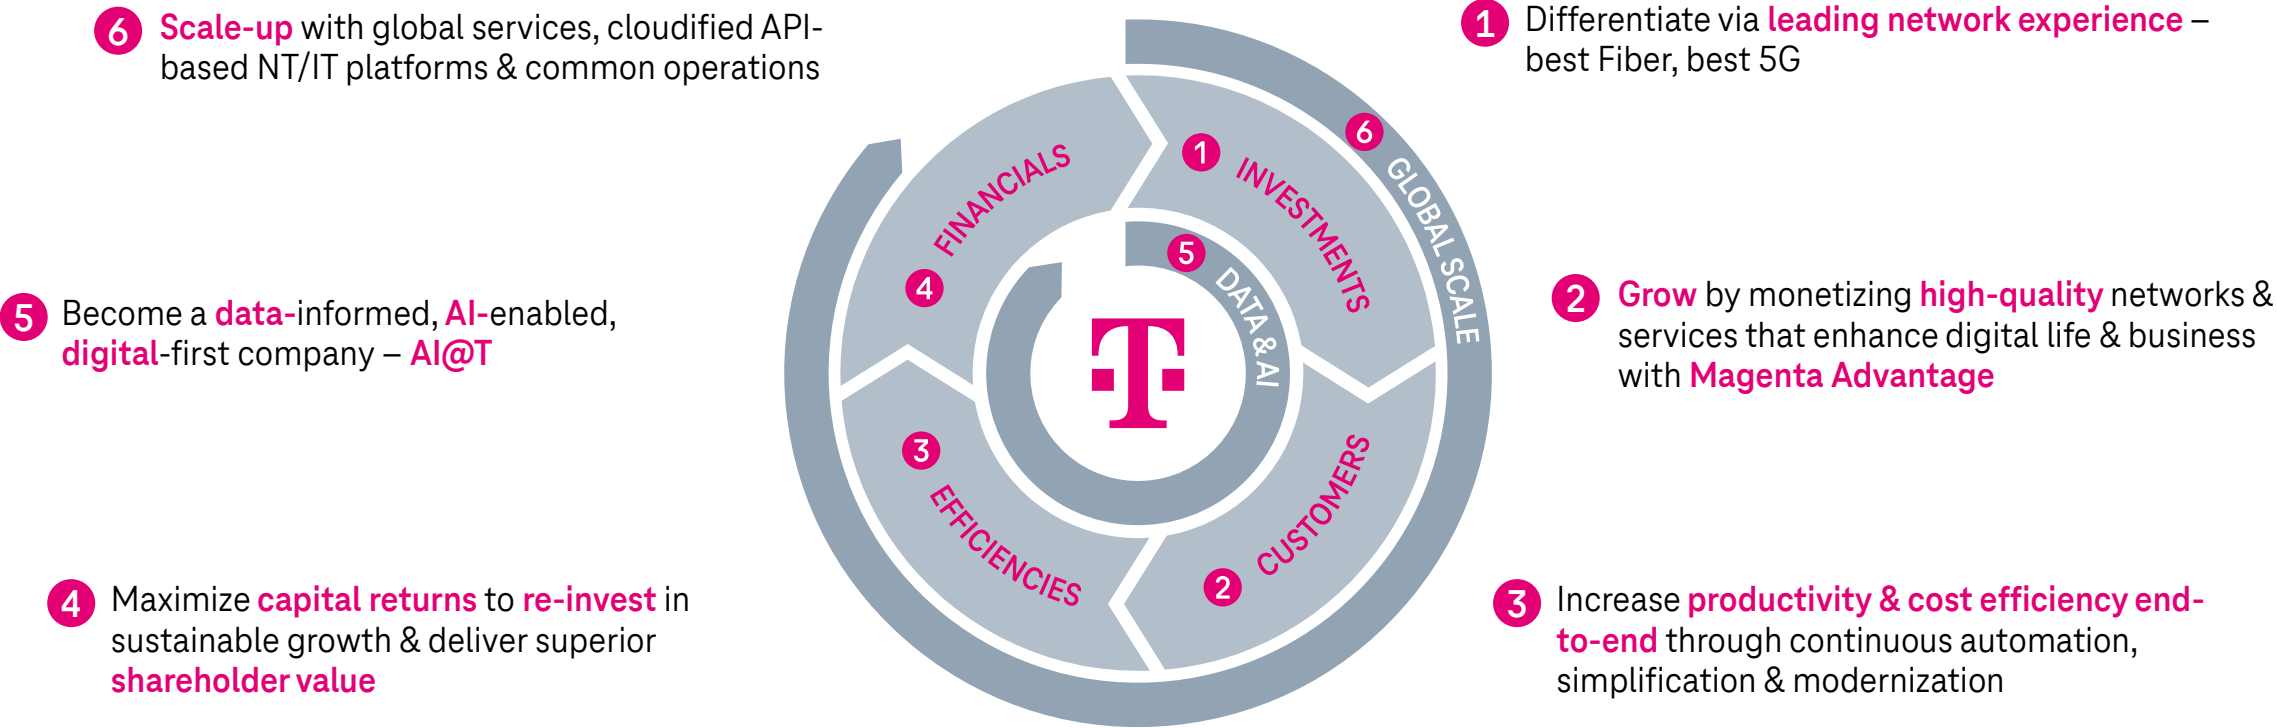 6 Scale-up with global services, cloudified API-
based NT/IT platforms & common operations
1 Differentiate via leading network experience –
best Fiber, best 5G
5 Become a data-informed, AI-enabled,
digital-first company – AI@T
2 Grow by monetizing high-quality networks &
services that enhance digital life & business
with Magenta Advantage
4 Maximize capital returns to re-invest in
sustainable growth & deliver superior
shareholder value
3 Increase productivity & cost efficiency end-
to-end through continuous automation,
simplification & modernization
1 INVESTMENTS
2 CUSTOMERS
3 EFFICIENCIES
4 FINANCIALS
5 DATA & AI
6 GLOBAL SCALE
T